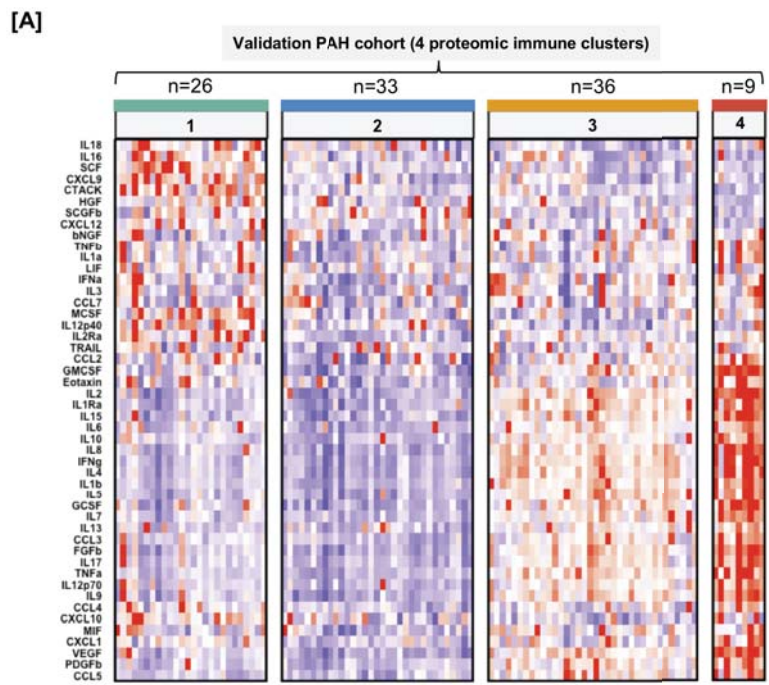 [A]
Validation PAH cohort (4 proteomic immune clusters)
n=26 n=33 n=36 n=9
1 2 3 4
IL18
IL16
SCF
CXCL9
CTACK
HGF
SCGFb
CXCL12
bNGF
TNFb
IL1a
LIF
IFNa
IL3
CCL7
MCSF
IL12p40
IL2Ra
TRAIL
CCL2
GMCSF
Eotaxin
IL2
IL1Ra
IL15
IL6
IL10
IL8
IFNg
IL4
IL1b
IL5
GCSF
IL7
IL13
CCL3
FGFb
IL17
TNFa
IL12p70
IL9
CCL4
CXCL10
MIF
CXCL1
VEGF
PDGFb
CCL5